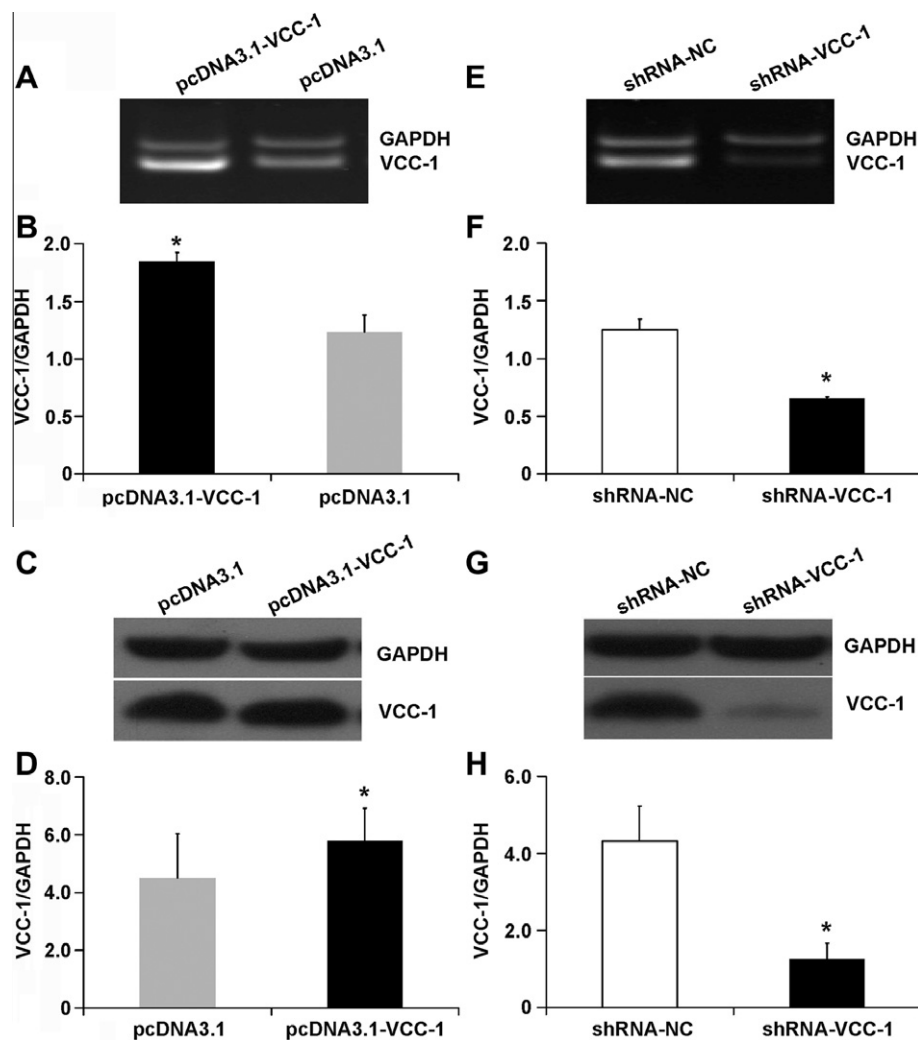 A
pcDNA3.1-VCC-1
pcDNA3.1
GAPDH
VCC-1
B
VCC-1/GAPDH
2.0
1.5
1.0
0.5
0
*
pcDNA3.1-VCC-1
pcDNA3.1
E
shRNA-NC
shRNA-VCC-1
GAPDH
VCC-1
F
VCC-1/GAPDH
2.0
1.5
1.0
0.5
0
*
shRNA-NC
shRNA-VCC-1
C
pcDNA3.1
pcDNA3.1-VCC-1
GAPDH
VCC-1
D
VCC-1/GAPDH
8.0
6.0
4.0
2.0
0
*
pcDNA3.1
pcDNA3.1-VCC-1
G
shRNA-NC
shRNA-VCC-1
GAPDH
VCC-1
H
VCC-1/GAPDH
6.0
4.0
2.0
0
*
shRNA-NC
shRNA-VCC-1